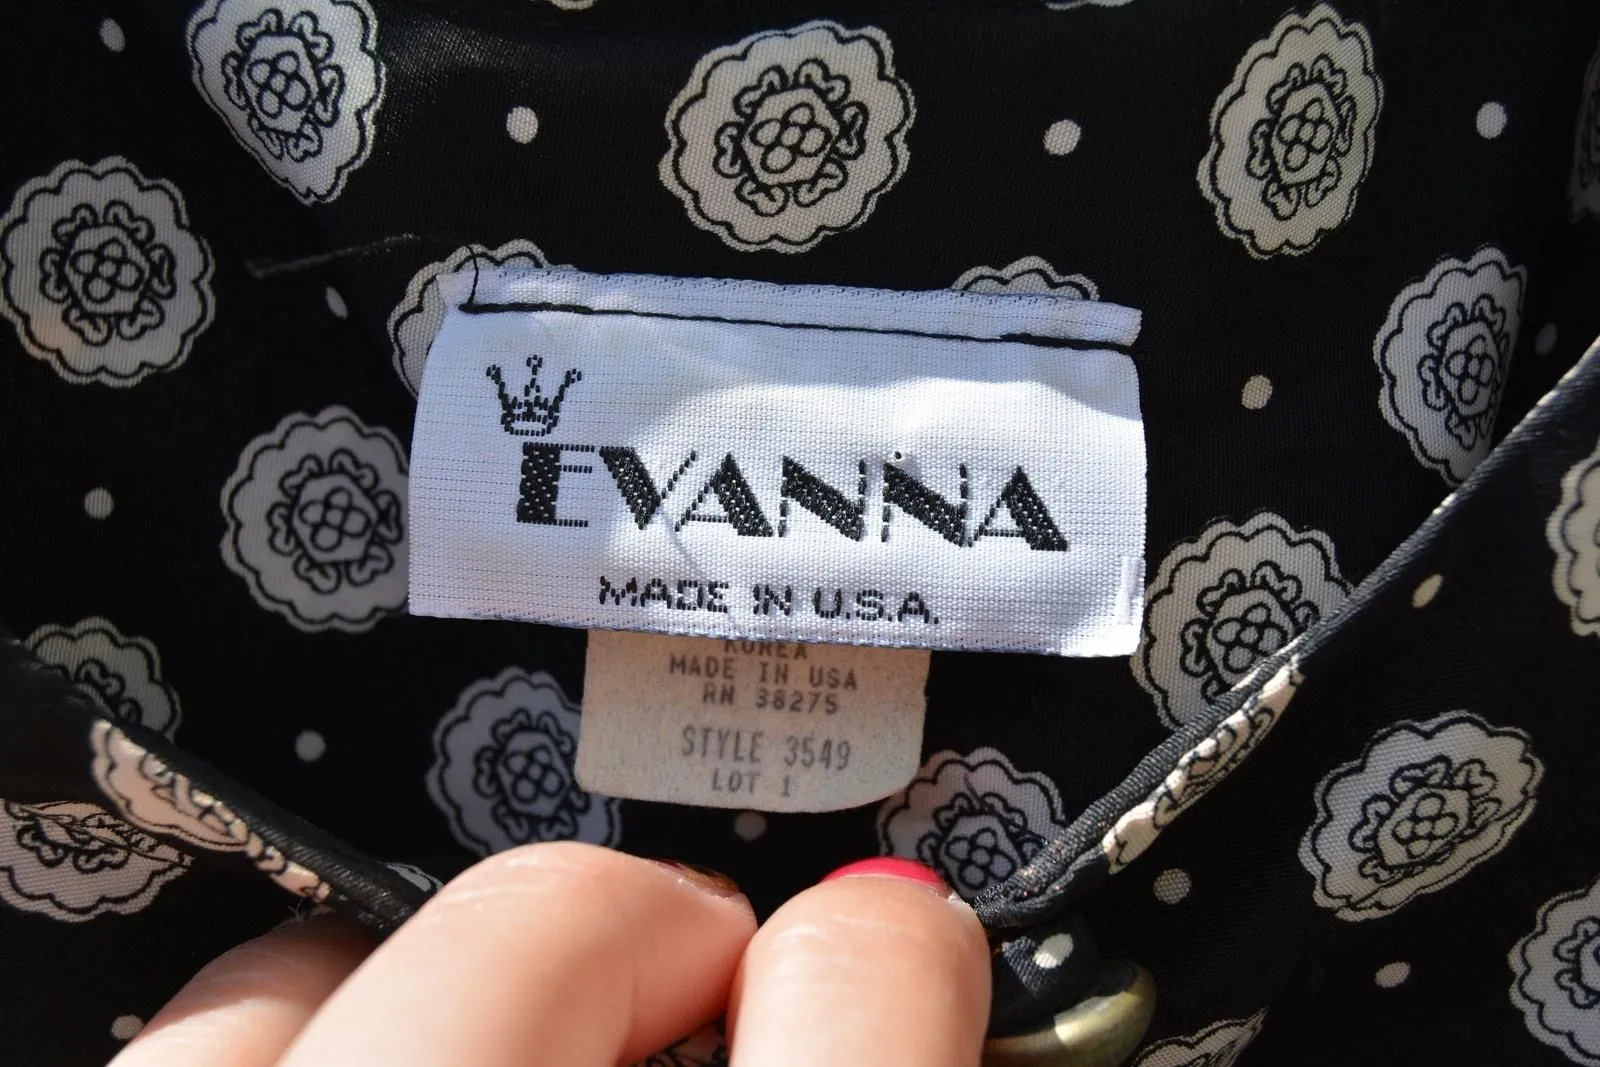 EVANNA
MADE IN U.S.A.
KOREA
MADE IN USA
RN 38275
STYLE 3549
LOT 1